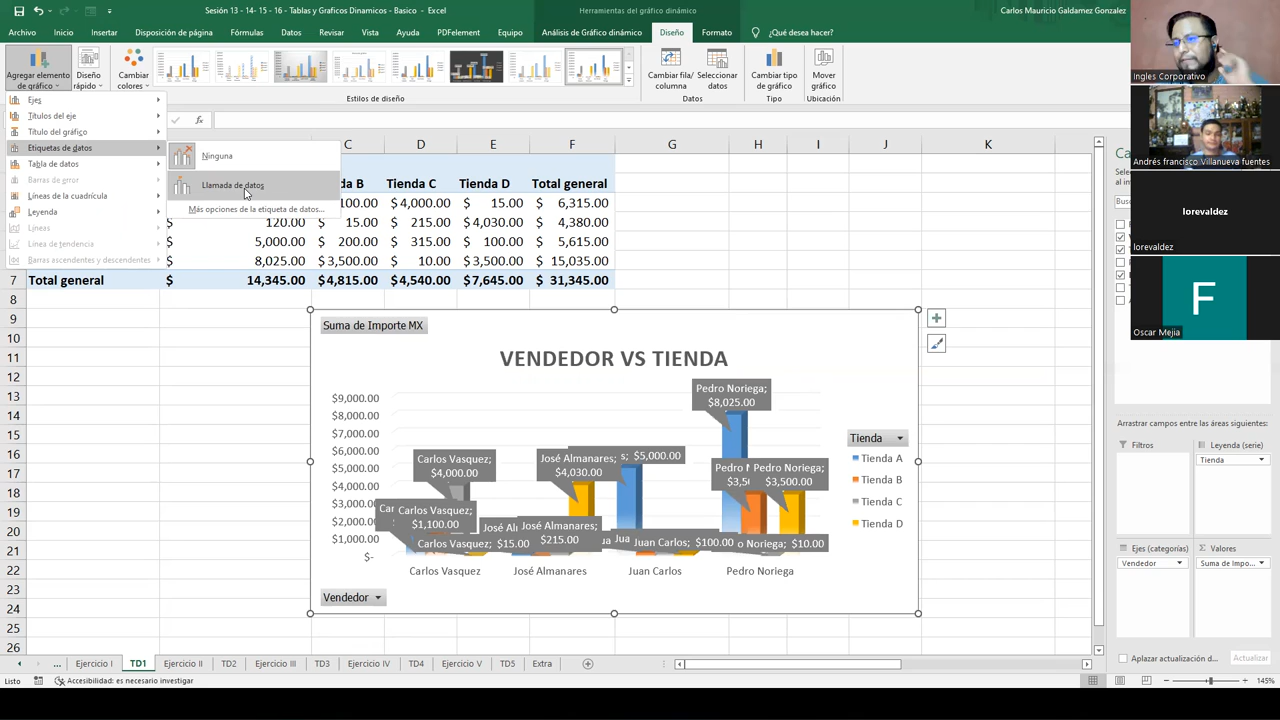 Sesión 13 - 14- 15 - 16 - Tablas y Graficos Dinamicos - Basico - Excel
Herramientas del gráfico dinámico
Carlos Mauricio Galdamez Gonzalez
Archivo Inicio Insertar Disposición de página Fórmulas Datos Revisar Vista Ayuda PDFelement Equipo Análisis de Gráfico dinámico Diseño Formato ¿Qué desea hacer?
Agregar elemento de gráfico
Diseño rápido
Cambiar colores
Cambiar fila/ columna
Seleccionar datos
Cambiar tipo de gráfico
Mover gráfico
Estilos de diseño Datos Tipo Ubicación
Ejes
Títulos del eje
Título del gráfico
Etiquetas de datos
Tabla de datos
Barras de error
Líneas de la cuadrícula
Leyenda
Líneas
Línea de tendencia
Barras ascendentes y descendentes
Ninguna
Llamada de datos
Más opciones de la etiqueta de datos...
fx
C D E F G H I J K
Tienda C Tienda D Total general
$4,000.00 $ 15.00 $ 6,315.00
120.00 $ 15.00 $ 215.00 $ 4,030.00 $ 4,380.00
5,000.00 $ 200.00 $ 315.00 $ 100.00 $ 5,615.00
8,025.00 $3,500.00 $ 10.00 $ 3,500.00 $ 15,035.00
7 Total general $ 14,345.00 $4,815.00 $4,540.00 $7,645.00 $ 31,345.00
8
9
10
11
12
13
14
15
16
17
18
19
20
21
22
23
24
25
26
Suma de Importe MX
VENDEDOR VS TIENDA
$9,000.00
$8,000.00
$7,000.00
$6,000.00
$5,000.00
$4,000.00
$3,000.00
$2,000.00
$1,000.00
$-
Pedro Noriega; $8,025.00
Carlos Vasquez; $4,000.00
José Almanares; $4,030.00
$5,000.00
Pedro Noriega; $3,500.00
Carlos Vasquez; $1,100.00
Carlos Vasquez; $15.00
José Almanares; $215.00
Juan Carlos; $100.00
Noriega; $10.00
Carlos Vasquez José Almanares Juan Carlos Pedro Noriega
Tienda
Tienda A
Tienda B
Tienda C
Tienda D
Vendedor
Arrastrar campos entre las áreas siguientes:
Filtros
Leyenda (serie)
Tienda
Ejes (categorías)
Vendedor
Σ Valores
Suma de Impo...
Aplazar actualización d... Actualizar
... Ejercicio I TD1 Ejercicio II TD2 Ejercicio III TD3 Ejercicio IV TD4 Ejercicio V TD5 Extra
Listo Accesibilidad: es necesario investigar 145%
Ingles Corporativo
Andrés francisco Villanueva fuentes
lorevaldez
lorevaldez
F
Oscar Mejia